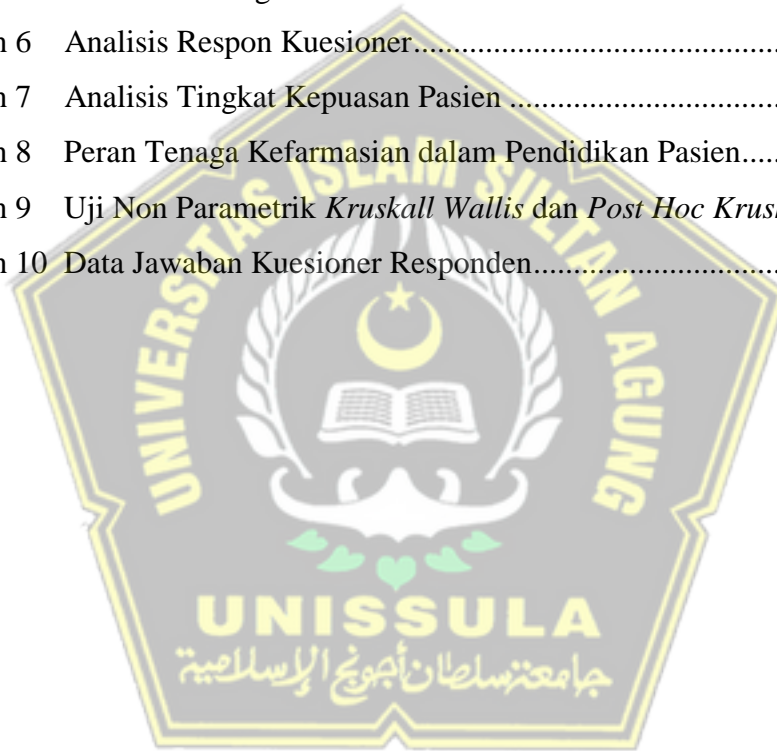 n 6 Analisis Respon Kuesioner..............................................
n 7 Analisis Tingkat Kepuasan Pasien ..................................
n 8 Peran Tenaga Kefarmasian dalam Pendidikan Pasien.....
n 9 Uji Non Parametrik Kruskall Wallis dan Post Hoc Krus
n 10 Data Jawaban Kuesioner Responden...............................
UNIVERSITAS ISLAM SULTAN AGUNG
UNISSULA
جامعة سلطان أجونج الإسلامية